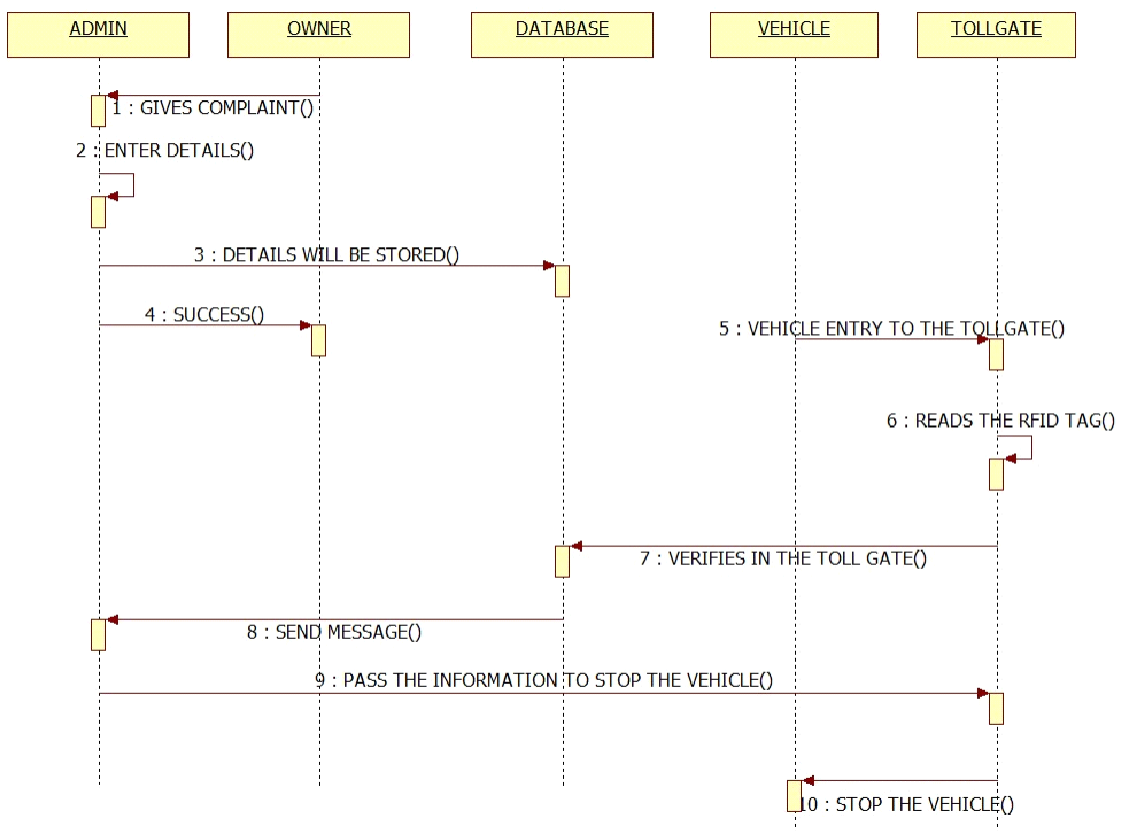 ADMIN
OWNER
DATABASE
VEHICLE
TOLLGATE
1 : GIVES COMPLAINT()
2 : ENTER DETAILS()
3 : DETAILS WILL BE STORED()
4 : SUCCESS()
5 : VEHICLE ENTRY TO THE TOLLGATE()
6 : READS THE RFID TAG()
7 : VERIFIES IN THE TOLL GATE()
8 : SEND MESSAGE()
9 : PASS THE INFORMATION TO STOP THE VEHICLE()
10 : STOP THE VEHICLE()